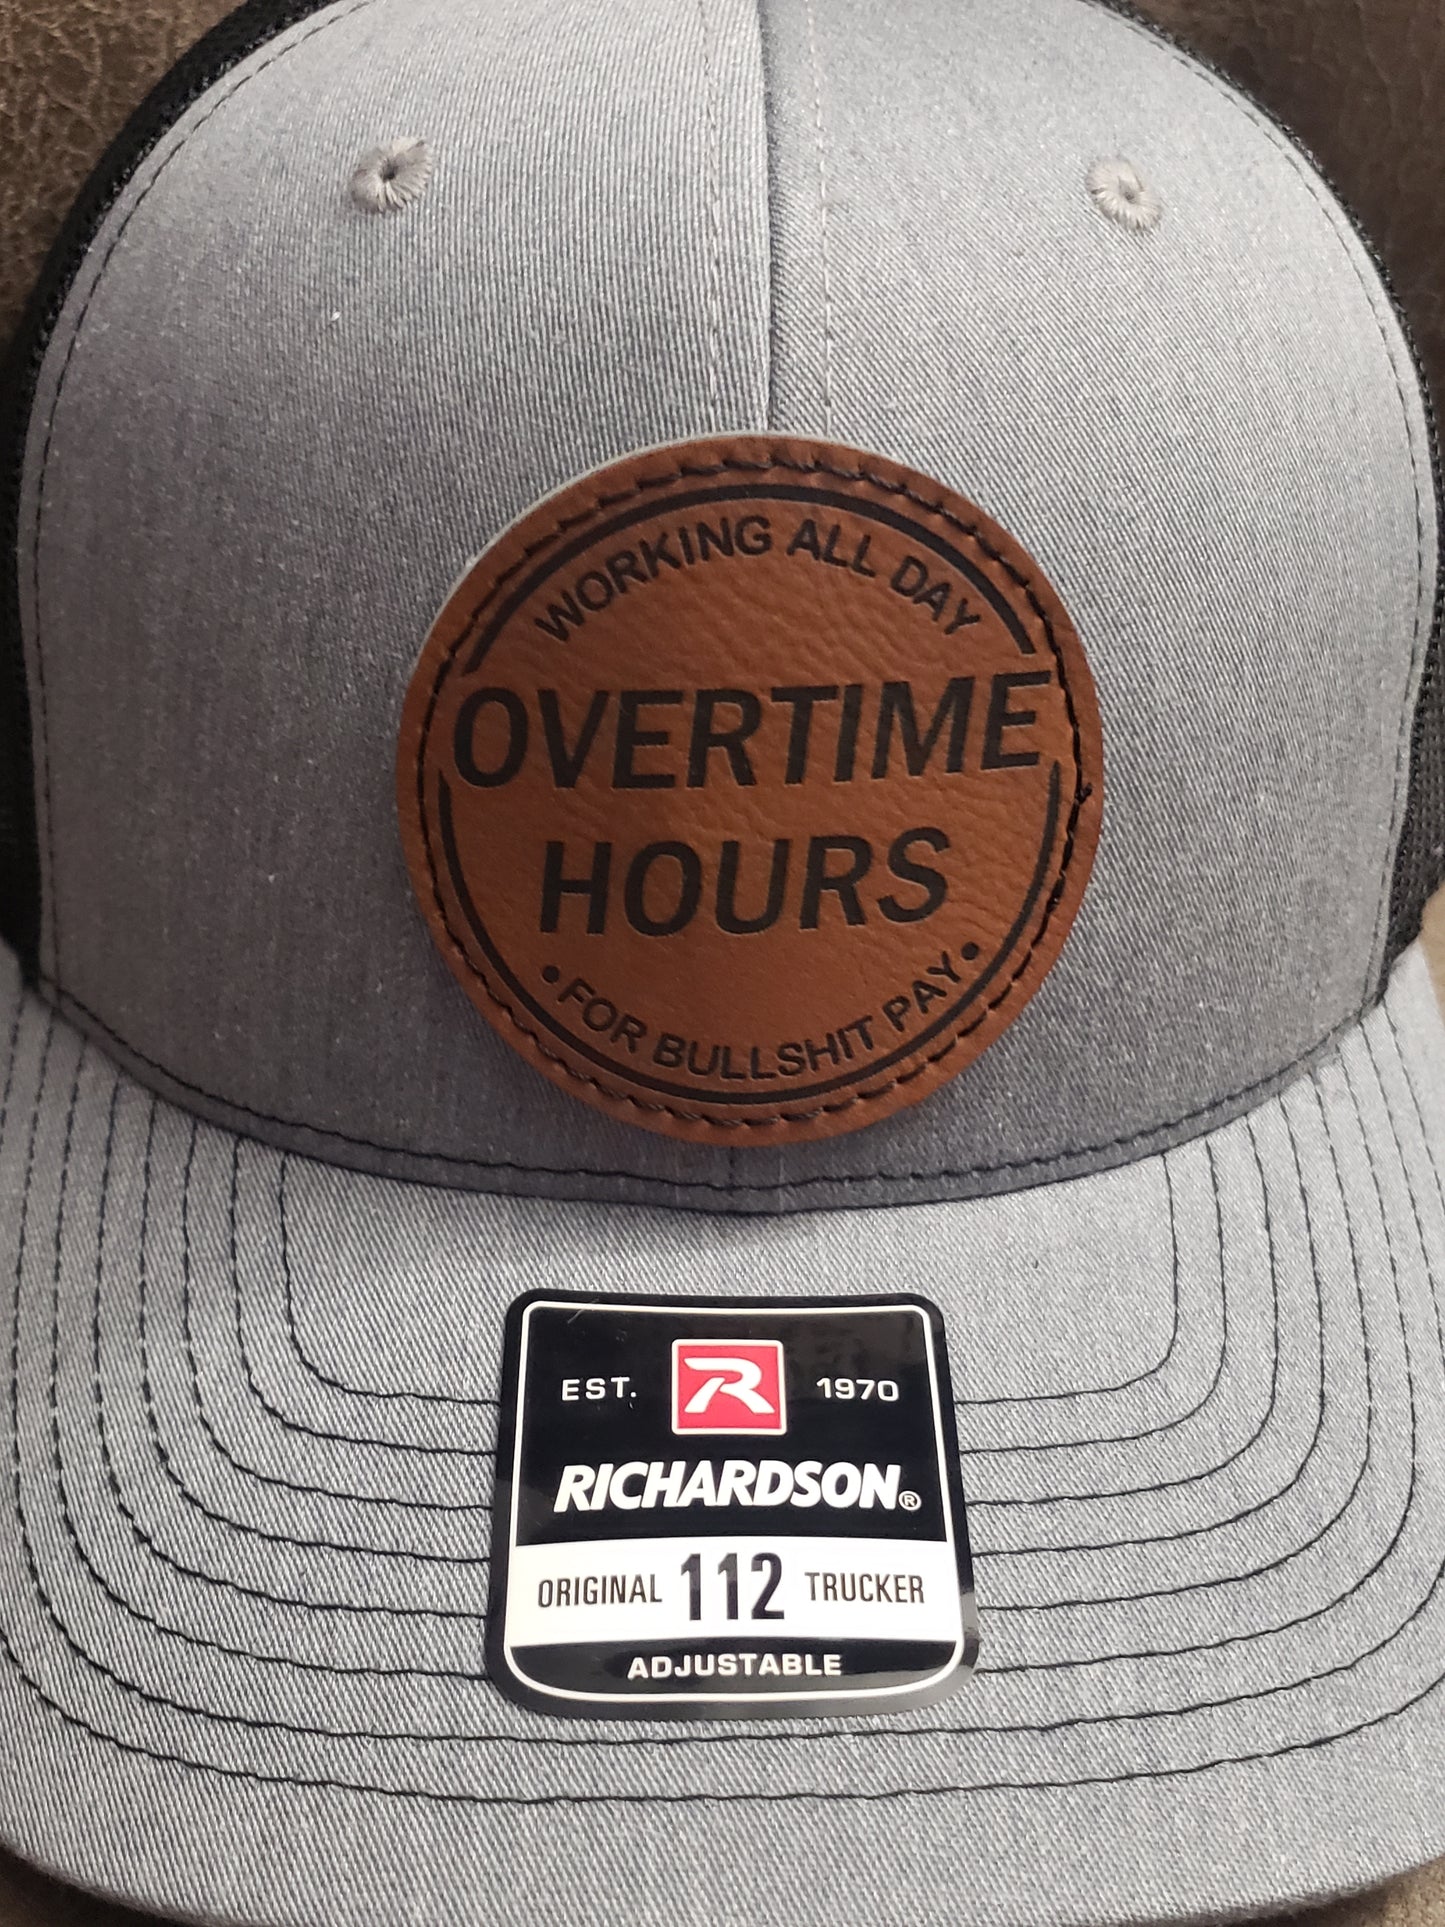 WORKING ALL DAY
OVERTIME
HOURS
• FOR BULLSHIT PAY •
EST. R 1970
RICHARDSON®
ORIGINAL 112 TRUCKER
ADJUSTABLE